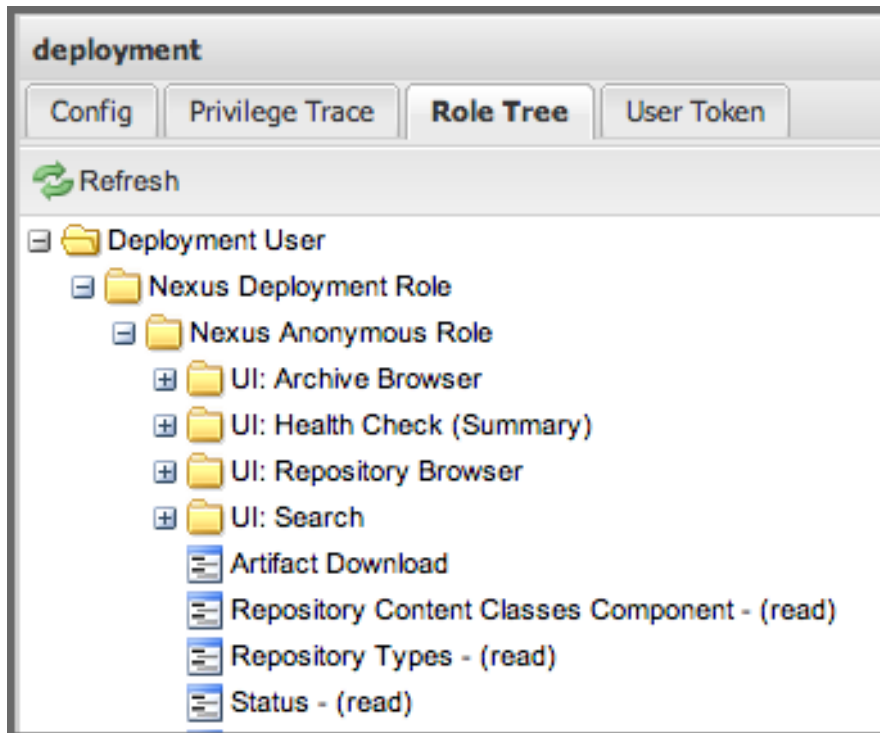 deployment
Config Privilege Trace Role Tree User Token
Refresh
Deployment User
Nexus Deployment Role
Nexus Anonymous Role
UI: Archive Browser
UI: Health Check (Summary)
UI: Repository Browser
UI: Search
Artifact Download
Repository Content Classes Component - (read)
Repository Types - (read)
Status - (read)